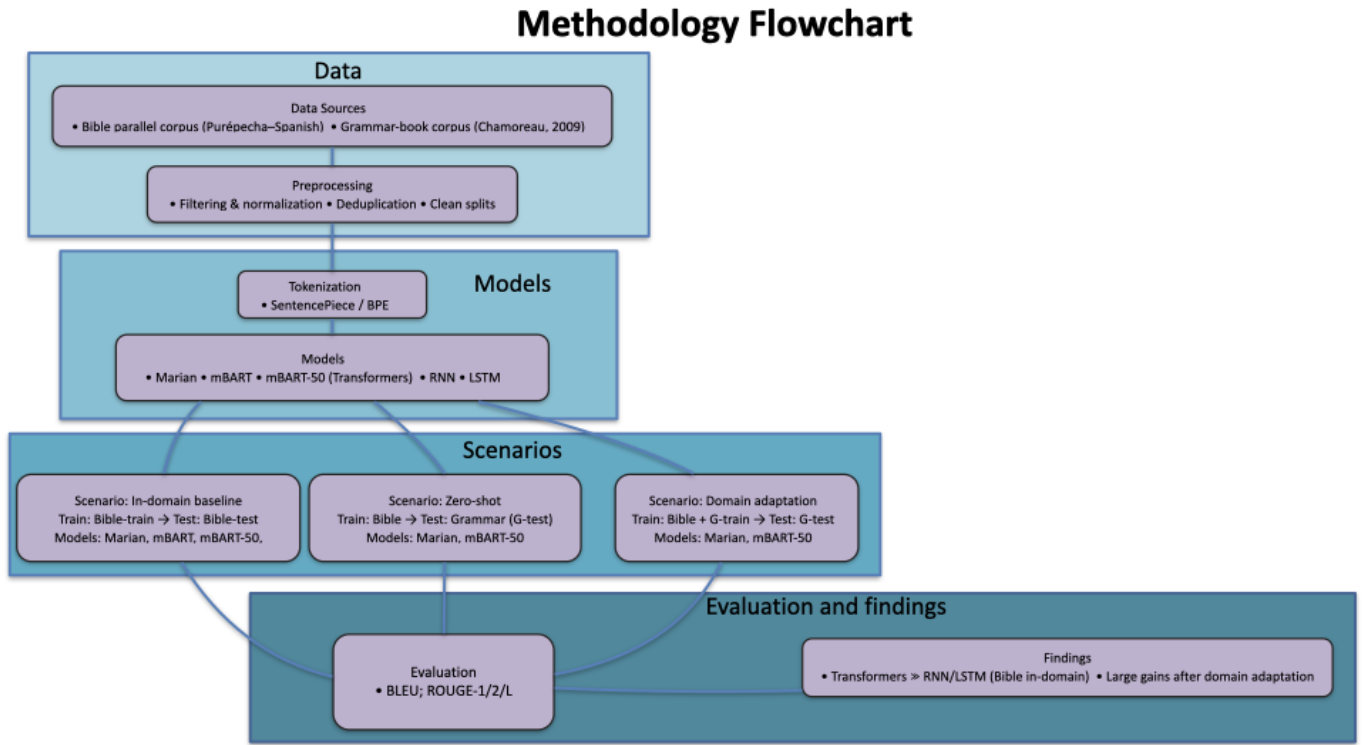 Methodology Flowchart
Data
Data Sources
• Bible parallel corpus (Purépecha–Spanish) • Grammar-book corpus (Chamoreau, 2009)
Preprocessing
• Filtering & normalization • Deduplication • Clean splits
Models
Tokenization
• SentencePiece / BPE
Models
• Marian • mBART • mBART-50 (Transformers) • RNN • LSTM
Scenarios
Scenario: In-domain baseline
Train: Bible-train → Test: Bible-test
Models: Marian, mBART, mBART-50,
Scenario: Zero-shot
Train: Bible → Test: Grammar (G-test)
Models: Marian, mBART-50
Scenario: Domain adaptation
Train: Bible + G-train → Test: G-test
Models: Marian, mBART-50
Evaluation and findings
Evaluation
• BLEU; ROUGE-1/2/L
Findings
• Transformers ≫ RNN/LSTM (Bible in-domain) • Large gains after domain adaptation